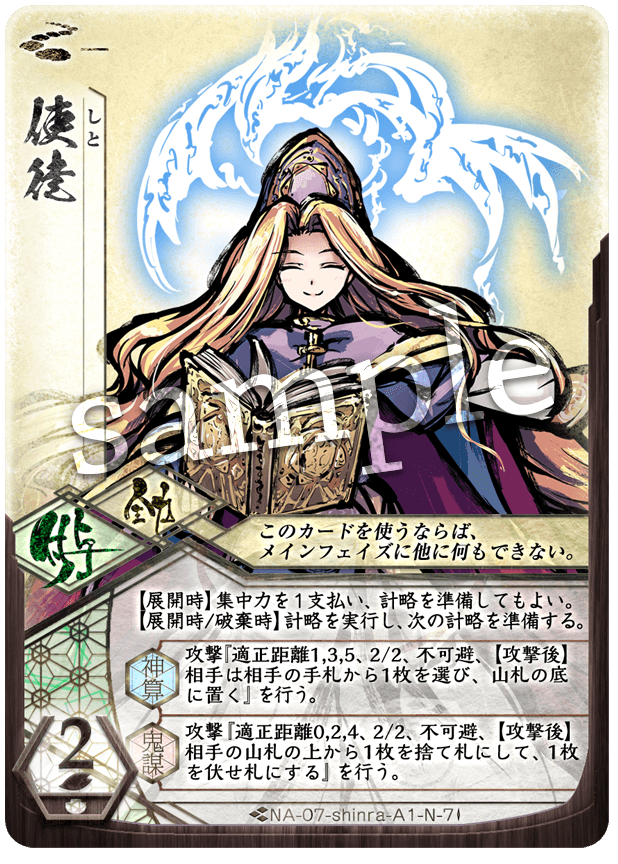 一
使徒
しと
sample
付与
全力
このカードを使うならば、
メインフェイズに他に何もできない。
【展開時】集中力を1支払い、計略を準備してもよい。
【展開時/破棄時】計略を実行し、次の計略を準備する。
神算
攻撃『適正距離1,3,5、2/2、不可避、【攻撃後】
相手は相手の手札から1枚を選び、山札の底
に置く』を行う。
鬼謀
攻撃『適正距離0,2,4、2/2、不可避、【攻撃後】
相手の山札の上から1枚を捨て札にして、1枚
を伏せ札にする』を行う。
2
NA-07-shinra-A1-N-7